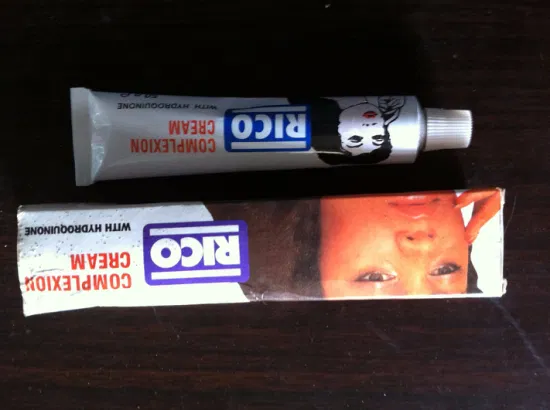 RICO
COMPLEXION
CREAM
WITH HYDROQUINONE
RICO
COMPLEXION
CREAM
WITH HYDROQUINONE